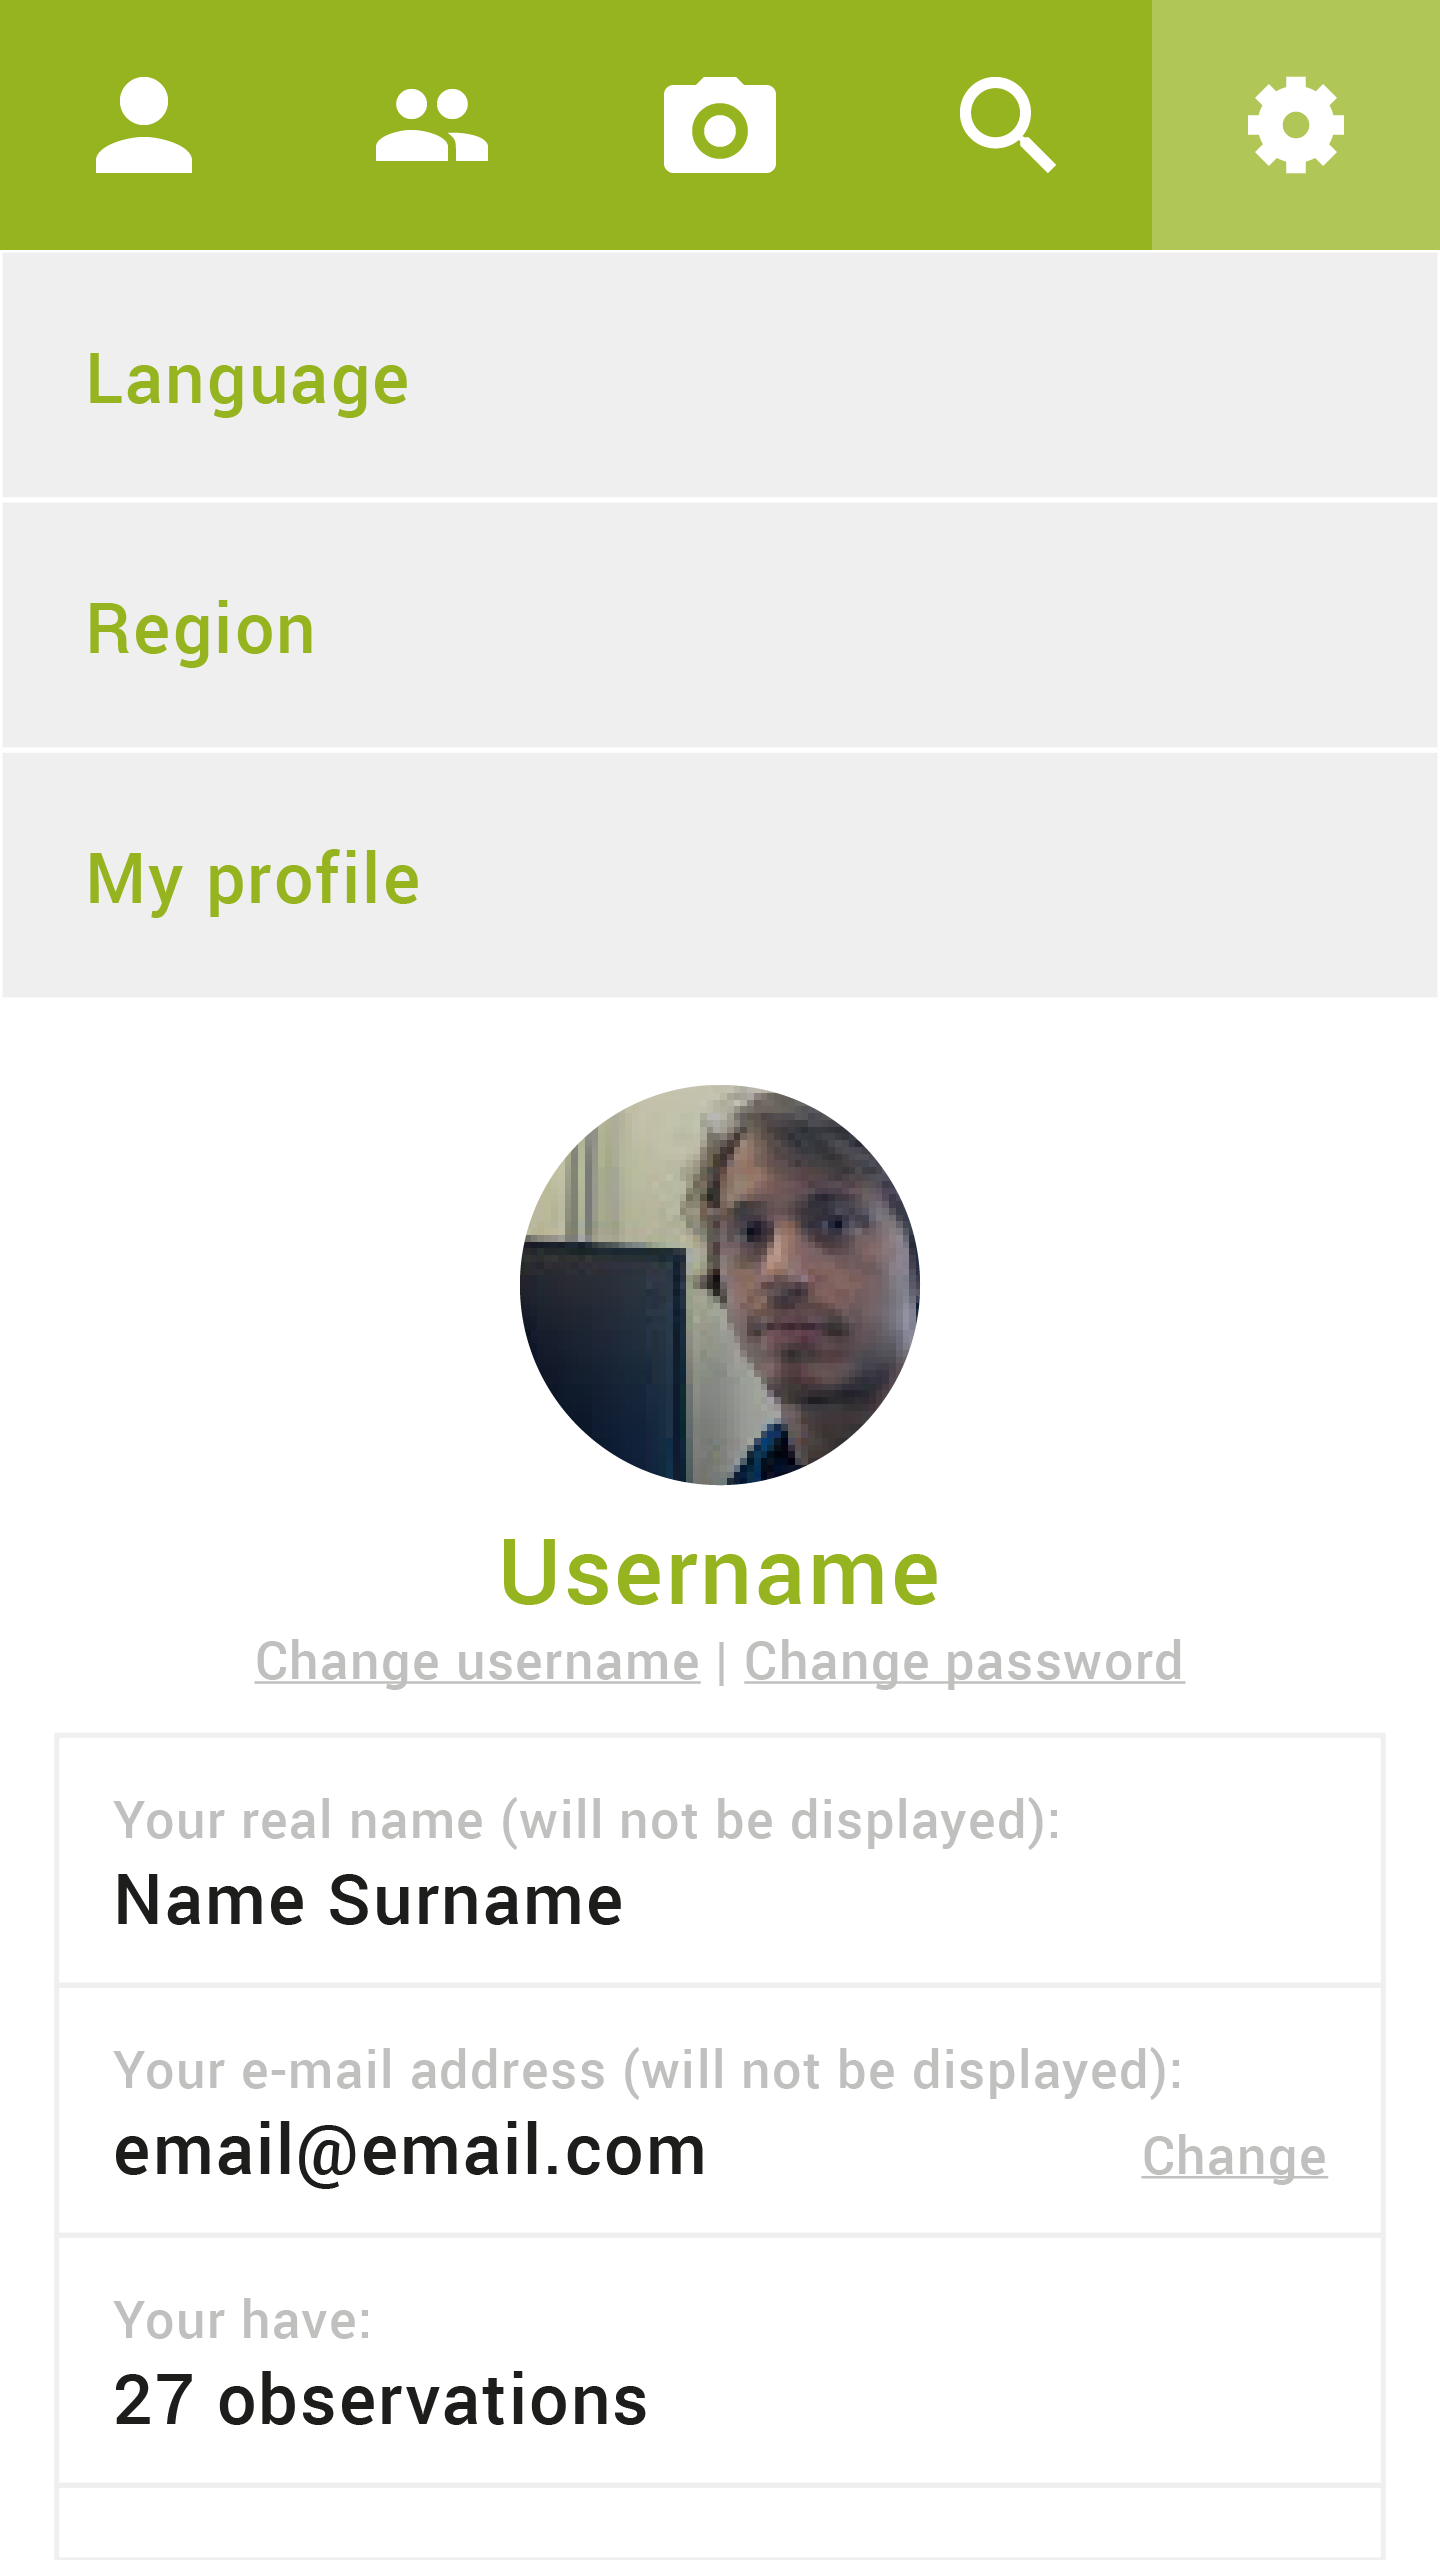 Language
Region
My profile
Username
Change username | Change password
Your real name (will not be displayed):
Name Surname
Your e-mail address (will not be displayed):
email@email.com
Change
Your have:
27 observations